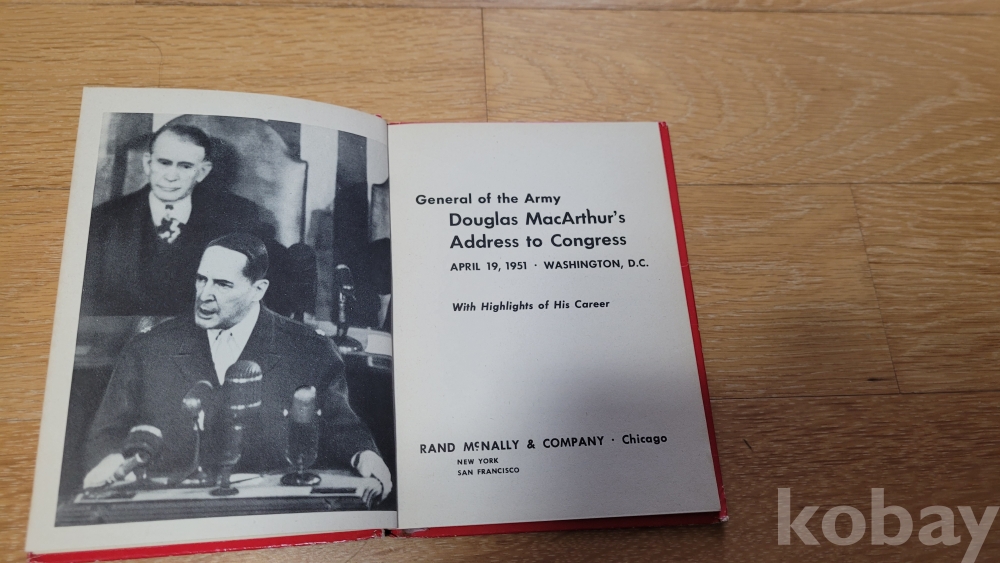 General of the Army
Douglas MacArthur's
Address to Congress
APRIL 19, 1951 · WASHINGTON, D.C.
With Highlights of His Career
RAND McNALLY & COMPANY · Chicago
NEW YORK
SAN FRANCISCO
kobay